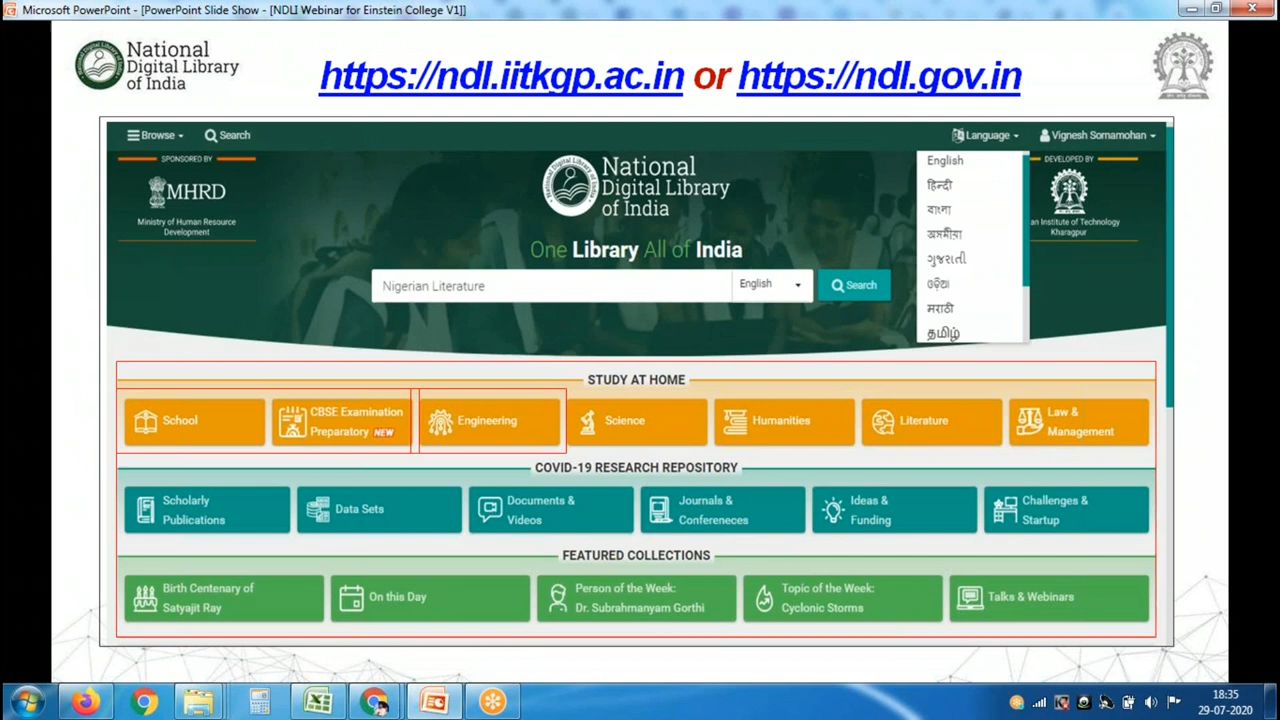 Microsoft PowerPoint - [PowerPoint Slide Show - [NDLI Webinar for Einstein College V1]]
National
Digital Library
of India
https://ndl.iitkgp.ac.in or https://ndl.gov.in
Browse
Search
Language
Vignesh Sornamohan
SPONSORED BY
MHRD
Ministry of Human Resource
Development
National
Digital Library
of India
One Library All of India
Nigerian Literature
English
Search
English
हिन्दी
বাংলা
অসমীয়া
ગુજરાતી
ଓଡ଼ିଆ
मराठी
தமிழ்
DEVELOPED BY
an Institute of Technology
Kharagpur
STUDY AT HOME
School
CBSE Examination
Preparatory NEW
Engineering
Science
Humanities
Literature
Law &
Management
COVID-19 RESEARCH REPOSITORY
Scholarly
Publications
Data Sets
Documents &
Videos
Journals &
Confereneces
Ideas &
Funding
Challenges &
Startup
FEATURED COLLECTIONS
Birth Centenary of
Satyajit Ray
On this Day
Person of the Week:
Dr. Subrahmanyam Gorthi
Topic of the Week:
Cyclonic Storms
Talks & Webinars
18:35
29-07-2020